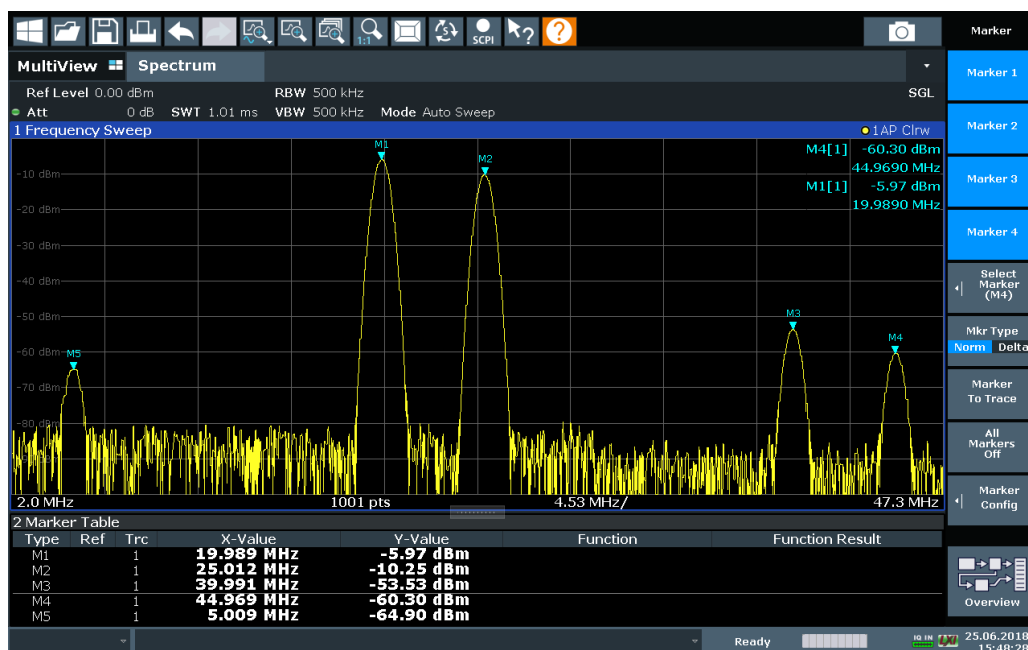 1:1
SCPI
?
?
Marker
MultiView Spectrum
Ref Level 0.00 dBm RBW 500 kHz SGL
Att 0 dB SWT 1.01 ms VBW 500 kHz Mode Auto Sweep
1 Frequency Sweep 1AP Clrw
M1
M2
M4[1] -60.30 dBm
44.9690 MHz
M1[1] -5.97 dBm
19.9890 MHz
-10 dBm
-20 dBm
-30 dBm
-40 dBm
-50 dBm
M3
M4
-60 dBm
M5
-70 dBm
-80 dBm
2.0 MHz 1001 pts 4.53 MHz/ 47.3 MHz
2 Marker Table
Type Ref Trc X-Value Y-Value Function Function Result
M1 1 19.989 MHz -5.97 dBm
M2 1 25.012 MHz -10.25 dBm
M3 1 39.991 MHz -53.53 dBm
M4 1 44.969 MHz -60.30 dBm
M5 1 5.009 MHz -64.90 dBm
Marker 1
Marker 2
Marker 3
Marker 4
Select
Marker
(M4)
Mkr Type
Norm Delta
Marker
To Trace
All
Markers
Off
Marker
Config
Overview
Ready IQ IN LXI 25.06.2018
15:48:28